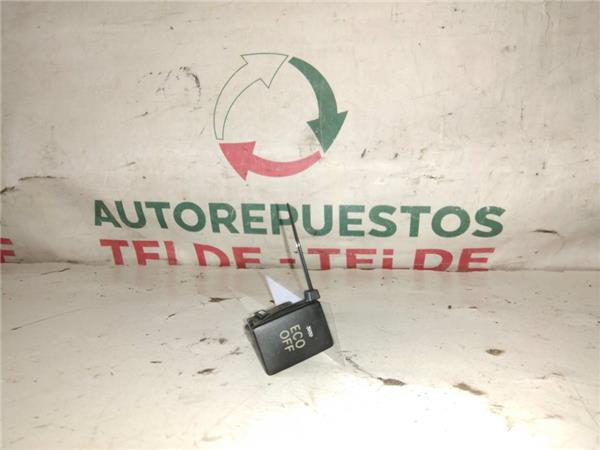 AUTOREPUESTOS
TELDE - TELDE
ECO
OFF